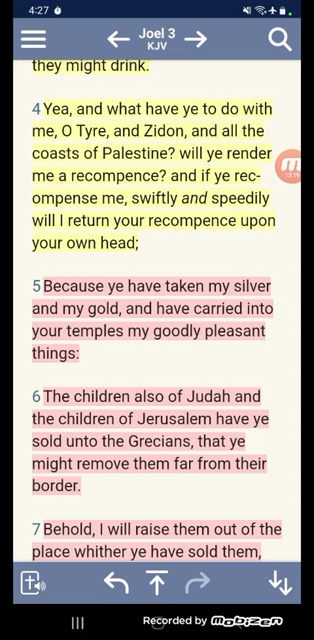 4:27
Joel 3
KJV
they might drink.
4 Yea, and what have ye to do with
me, O Tyre, and Zidon, and all the
coasts of Palestine? will ye render
me a recompence? and if ye rec-
ompense me, swiftly and speedily
will I return your recompence upon
your own head;
5 Because ye have taken my silver
and my gold, and have carried into
your temples my goodly pleasant
things:
6 The children also of Judah and
the children of Jerusalem have ye
sold unto the Grecians, that ye
might remove them far from their
border.
7 Behold, I will raise them out of the
place whither ye have sold them,
Recorded by mobizen